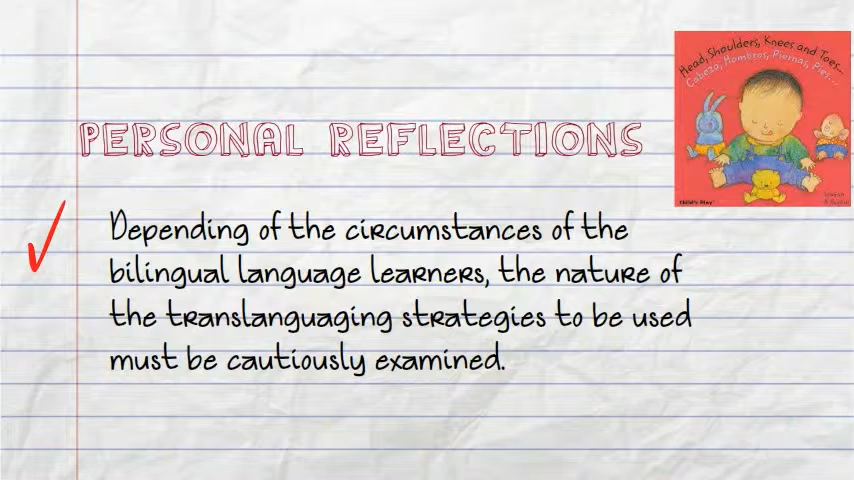 Head, Shoulders, Knees and Toes...
Cabeza, Hombros, Piernas, Pies...
PERSONAL REFLECTIONS
Child's Play
Depending of the circumstances of the
bilingual language learners, the nature of
the translanguaging strategies to be used
must be cautiously examined.